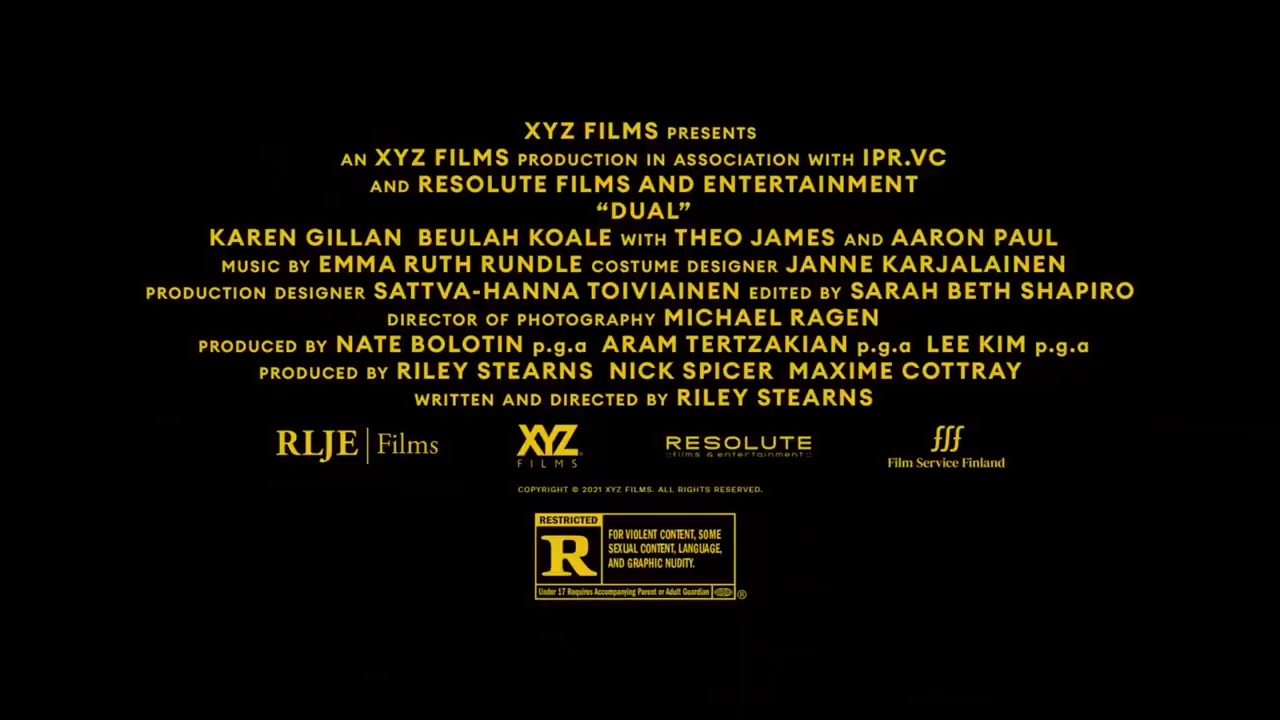 XYZ FILMS PRESENTS
AN XYZ FILMS PRODUCTION IN ASSOCIATION WITH IPR.VC
AND RESOLUTE FILMS AND ENTERTAINMENT
“DUAL”
KAREN GILLAN BEULAH KOALE WITH THEO JAMES AND AARON PAUL
MUSIC BY EMMA RUTH RUNDLE COSTUME DESIGNER JANNE KARJALAINEN
PRODUCTION DESIGNER SATTVA-HANNA TOIVIAINEN EDITED BY SARAH BETH SHAPIRO
DIRECTOR OF PHOTOGRAPHY MICHAEL RAGEN
PRODUCED BY NATE BOLOTIN p.g.a ARAM TERTZAKIAN p.g.a LEE KIM p.g.a
PRODUCED BY RILEY STEARNS NICK SPICER MAXIME COTTRAY
WRITTEN AND DIRECTED BY RILEY STEARNS
RLJE | Films
XYZ
FILMS
RESOLUTE
::films & entertainment::
fff
Film Service Finland
COPYRIGHT © 2021 XYZ FILMS. ALL RIGHTS RESERVED.
RESTRICTED
R
FOR VIOLENT CONTENT, SOME
SEXUAL CONTENT, LANGUAGE,
AND GRAPHIC NUDITY.
Under 17 Requires Accompanying Parent or Adult Guardian
®